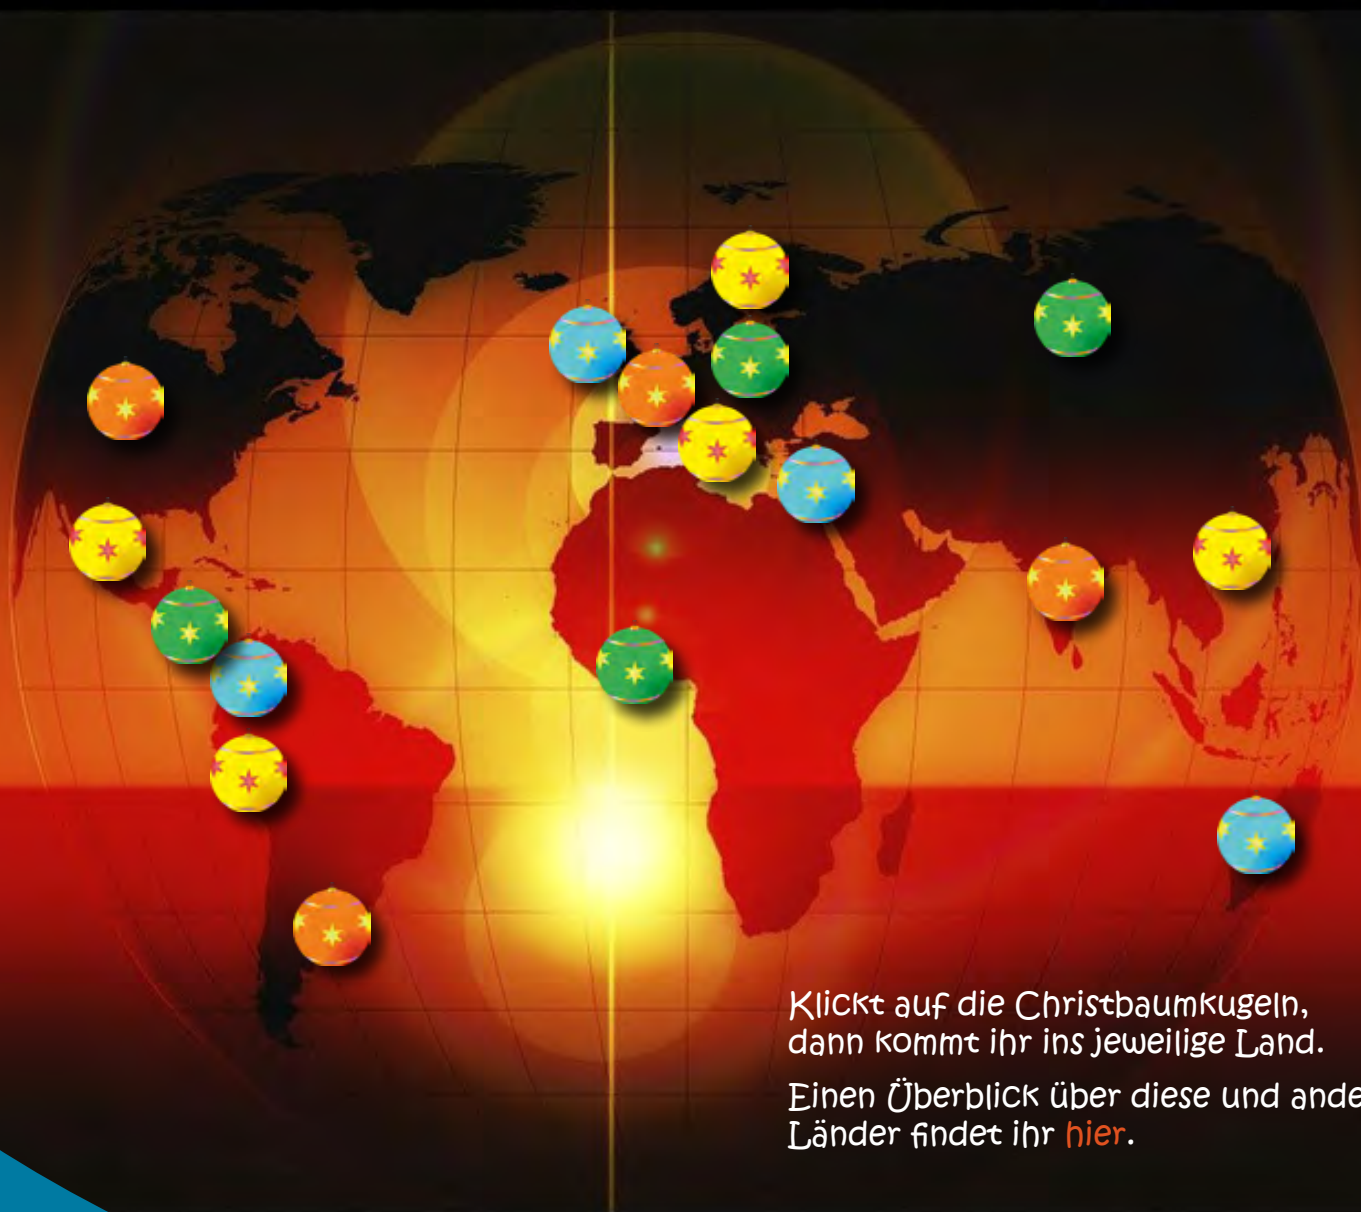 Klickt auf die Christbaumkugeln,
dann kommt ihr ins jeweilige Land.
Einen Überblick über diese und ande
Länder findet ihr hier.